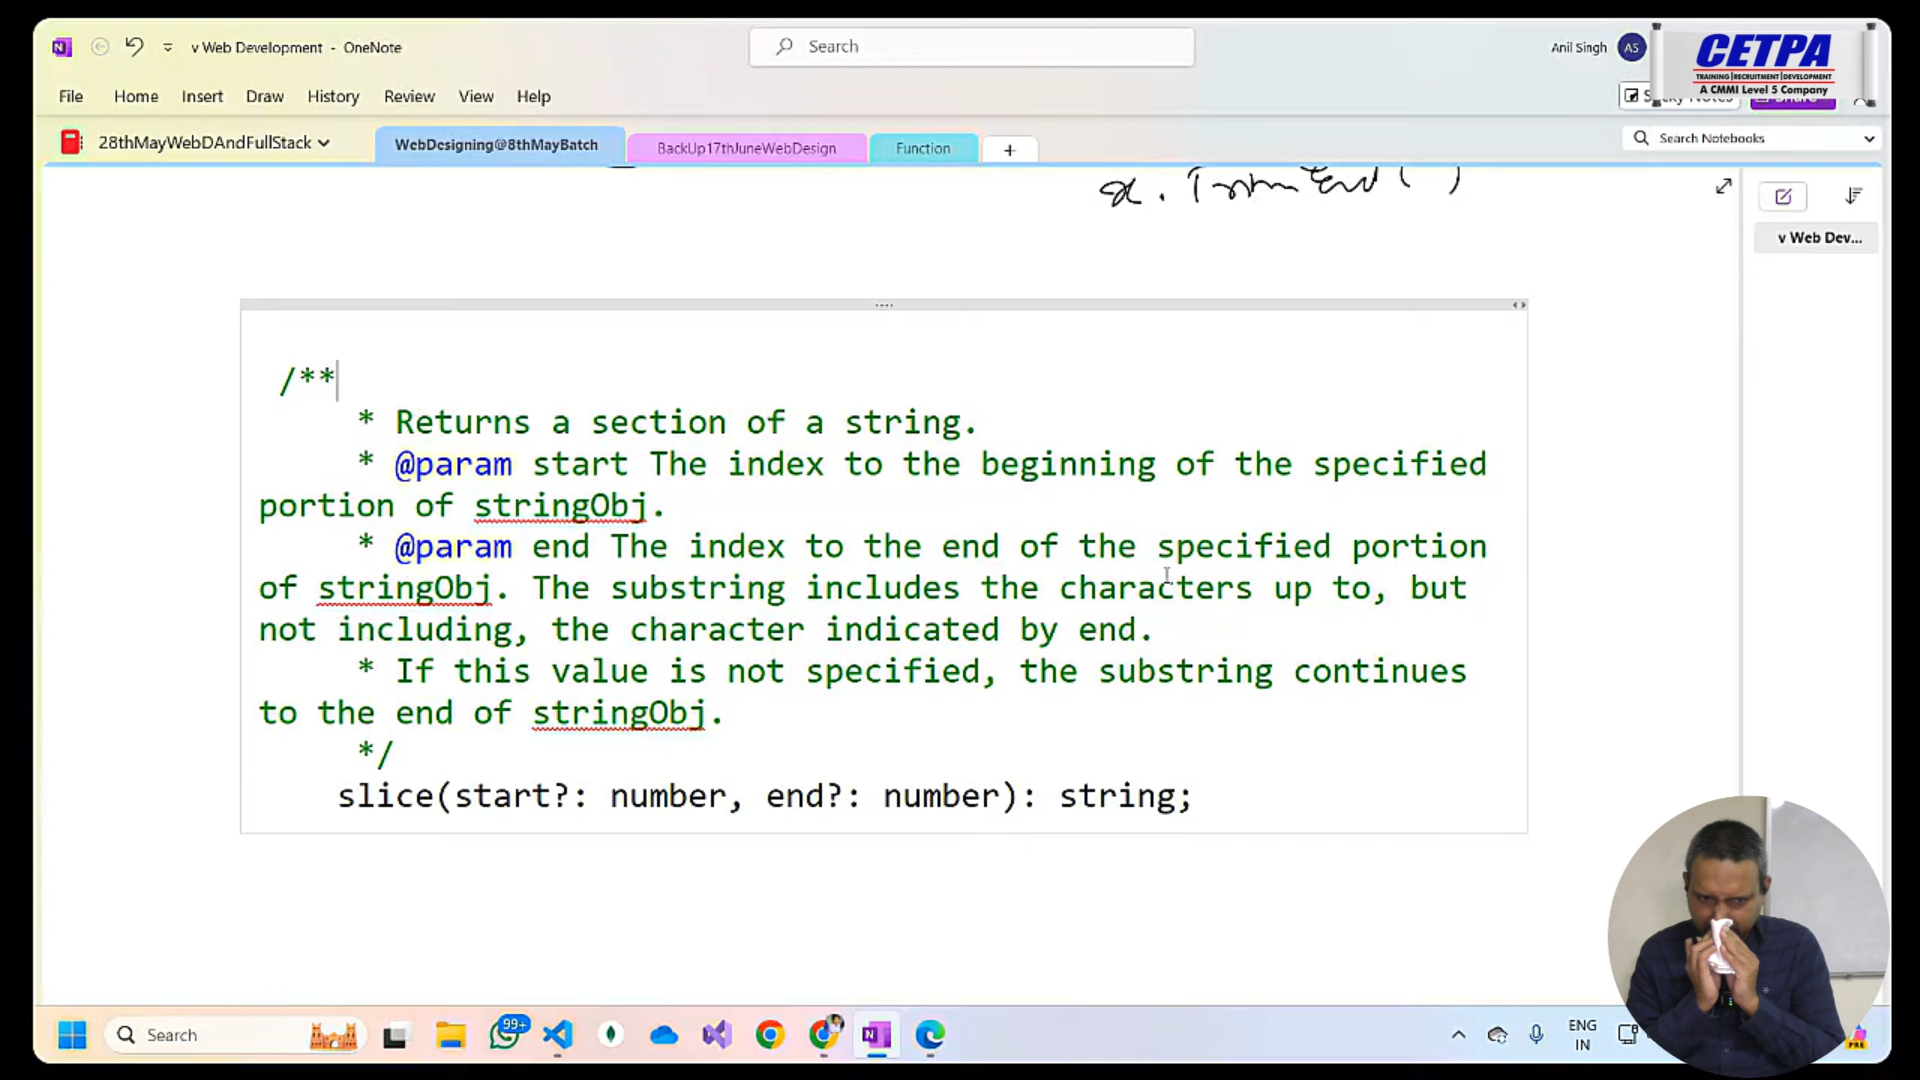 v Web Development - OneNote
Search
Anil Singh
AS
CETPA
TRAINING|RECRUITMENT|DEVELOPMENT
A CMMI Level 5 Company
File Home Insert Draw History Review View Help
28thMayWebDAndFullStack
WebDesigning@8thMayBatch
BackUp17thJuneWebDesign
Function
+
Search Notebooks
x. TrimEnd( )
v Web Dev...
/**
* Returns a section of a string.
* @param start The index to the beginning of the specified
portion of stringObj.
* @param end The index to the end of the specified portion
of stringObj. The substring includes the characters up to, but
not including, the character indicated by end.
* If this value is not specified, the substring continues
to the end of stringObj.
*/
slice(start?: number, end?: number): string;
Search
99+
ENG
IN
PRE